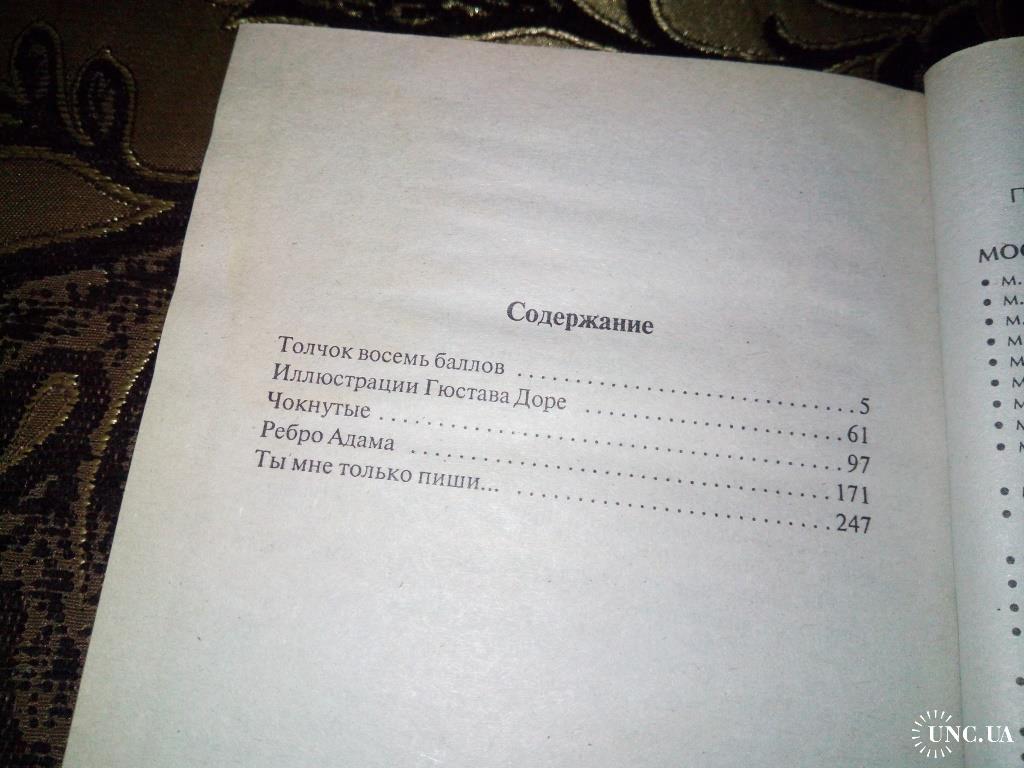 Содержание
Толчок восемь баллов ........................... 5
Иллюстрации Гюстава Доре ........................ 61
Чокнутые ........................................ 97
Ребро Адама ................................... 171
Ты мне только пиши... ......................... 247
П
МОС
• М.
• М.
• М.
• М
• М
• М
• М
• М
• М
UNC.UA